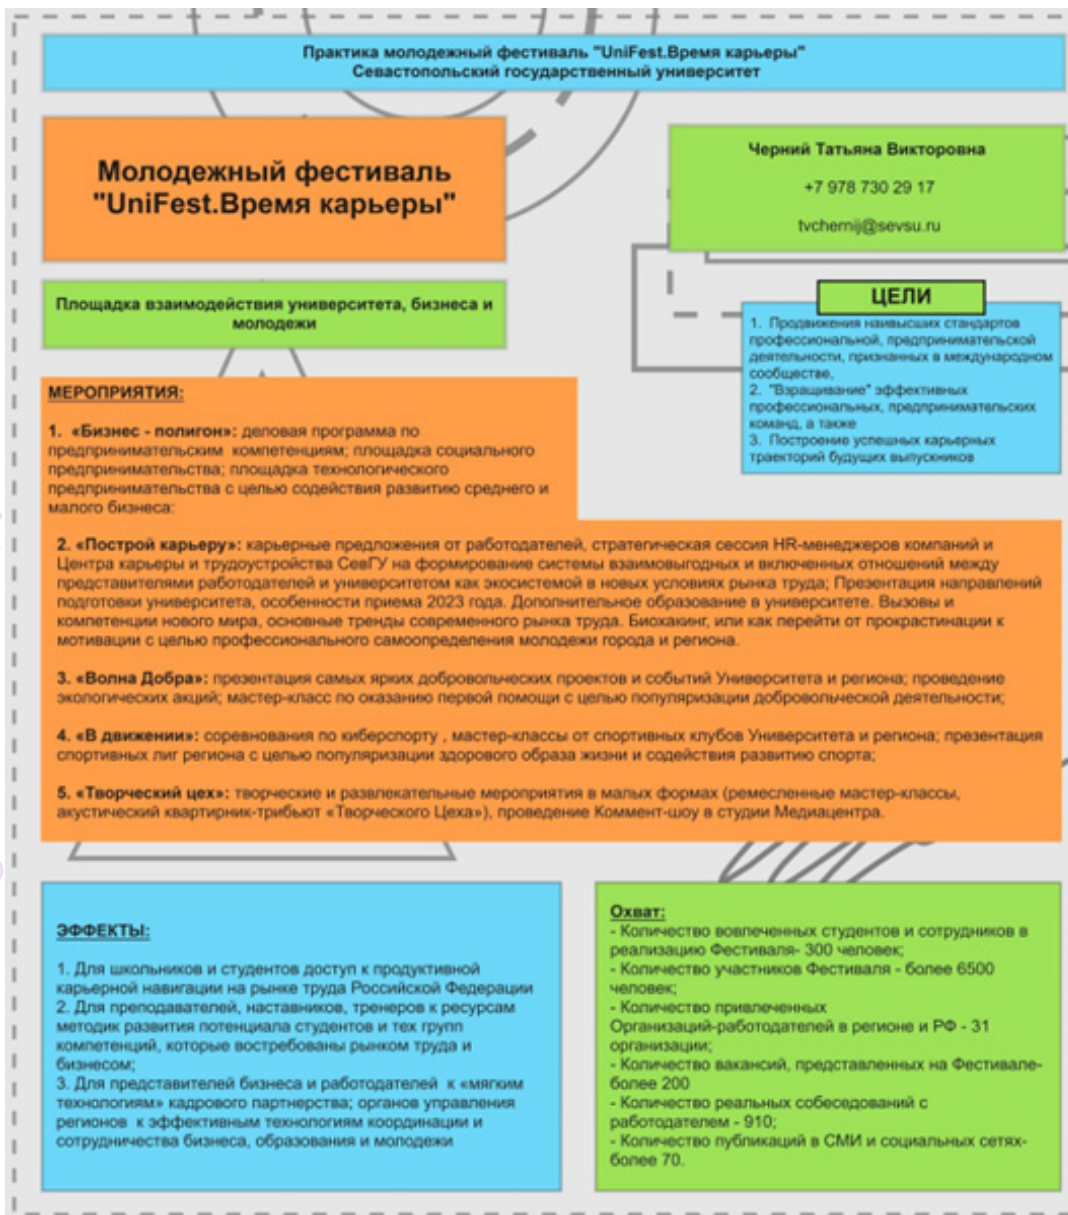 Практика молодежный фестиваль "UniFest.Время карьеры"
Севастопольский государственный университет
Молодежный фестиваль
"UniFest.Время карьеры"
Черний Татьяна Викторовна
+7 978 730 29 17
tvchernij@sevsu.ru
Площадка взаимодействия университета, бизнеса и
молодежи
ЦЕЛИ
1. Продвижения наивысших стандартов
профессиональной, предпринимательской
деятельности, признанных в международном
сообществе,
2. "Взращивание" эффективных
профессиональных, предпринимательских
команд, а также
3. Построение успешных карьерных
траекторий будущих выпускников
МЕРОПРИЯТИЯ:
1. «Бизнес - полигон»: деловая программа по
предпринимательским компетенциям; площадка социального
предпринимательства; площадка технологического
предпринимательства с целью содействия развитию среднего и
малого бизнеса:
2. «Построй карьеру»: карьерные предложения от работодателей, стратегическая сессия HR-менеджеров компаний и
Центра карьеры и трудоустройства СевГУ на формирование системы взаимовыгодных и включенных отношений между
представителями работодателей и университетом как экосистемой в новых условиях рынка труда; Презентация направлений
подготовки университета, особенности приема 2023 года. Дополнительное образование в университете. Вызовы и
компетенции нового мира, основные тренды современного рынка труда. Биохакинг, или как перейти от прокрастинации к
мотивации с целью профессионального самоопределения молодежи города и региона.
3. «Волна Добра»: презентация самых ярких добровольческих проектов и событий Университета и региона; проведение
экологических акций; мастер-класс по оказанию первой помощи с целью популяризации добровольческой деятельности;
4. «В движении»: соревнования по киберспорту , мастер-классы от спортивных клубов Университета и региона; презентация
спортивных лиг региона с целью популяризации здорового образа жизни и содействия развитию спорта;
5. «Творческий цех»: творческие и развлекательные мероприятия в малых формах (ремесленные мастер-классы,
акустический квартирник-трибьют «Творческого Цеха»), проведение Коммент-шоу в студии Медиацентра.
ЭФФЕКТЫ:
1. Для школьников и студентов доступ к продуктивной
карьерной навигации на рынке труда Российской Федерации
2. Для преподавателей, наставников, тренеров к ресурсам
методик развития потенциала студентов и тех групп
компетенций, которые востребованы рынком труда и
бизнесом;
3. Для представителей бизнеса и работодателей к «мягким
технологиям» кадрового партнерства; органов управления
регионов к эффективным технологиям координации и
сотрудничества бизнеса, образования и молодежи
Охват:
- Количество вовлеченных студентов и сотрудников в
реализацию Фестиваля- 300 человек;
- Количество участников Фестиваля - более 6500
человек;
- Количество привлеченных
Организаций-работодателей в регионе и РФ - 31
организации;
- Количество вакансий, представленных на Фестивале-
более 200
- Количество реальных собеседований с
работодателем - 910;
- Количество публикаций в СМИ и социальных сетях-
более 70.